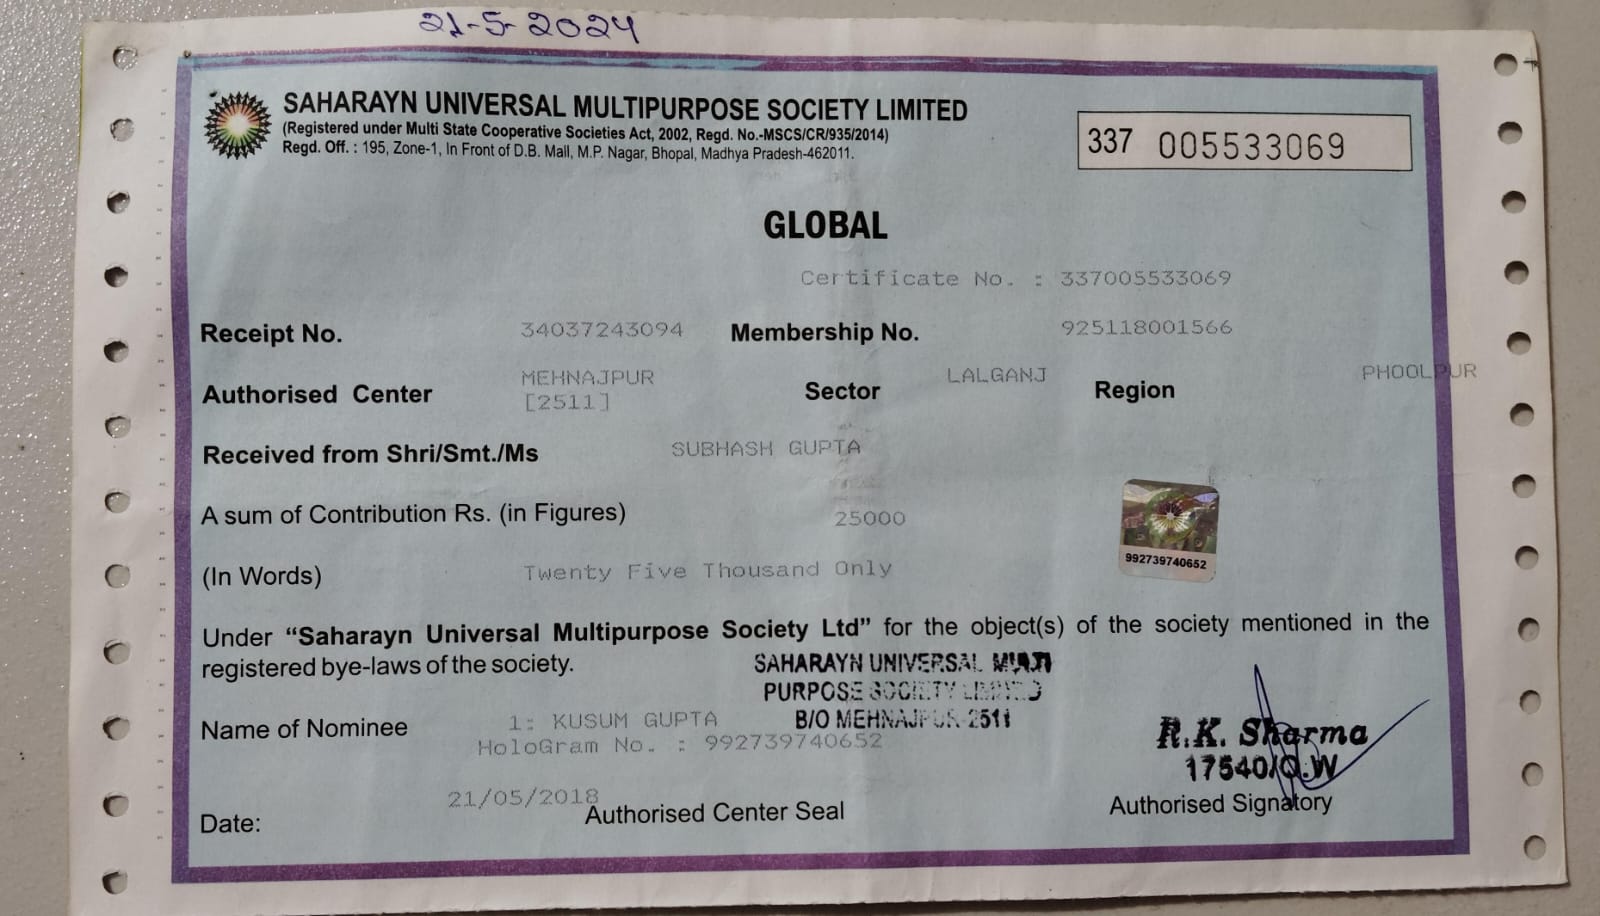 21-5-2024
SAHARAYN UNIVERSAL MULTIPURPOSE SOCIETY LIMITED
(Registered under Multi State Cooperative Societies Act, 2002, Regd. No.-MSCS/CR/935/2014)
Regd. Off. : 195, Zone-1, In Front of D.B. Mall, M.P. Nagar, Bhopal, Madhya Pradesh-462011.
337 005533069
GLOBAL
Certificate No. : 337005533069
Receipt No. 34037243094 Membership No. 925118001566
Authorised Center MEHNAJPUR Sector LALGANJ Region PHOOLPUR
[2511]
Received from Shri/Smt./Ms SUBHASH GUPTA
A sum of Contribution Rs. (in Figures) 25000
992739740652
(In Words) Twenty Five Thousand Only
Under “Saharayn Universal Multipurpose Society Ltd” for the object(s) of the society mentioned in the
registered bye-laws of the society.
SAHARAYN UNIVERSAL MULTI
PURPOSE SOCIETY LIMITED
B/O MEHNAJPUR-2511
Name of Nominee 1: KUSUM GUPTA
HoloGram No. : 992739740652
R.K. Sharma
17540/O.W
Date: 21/05/2018
Authorised Center Seal
Authorised Signatory